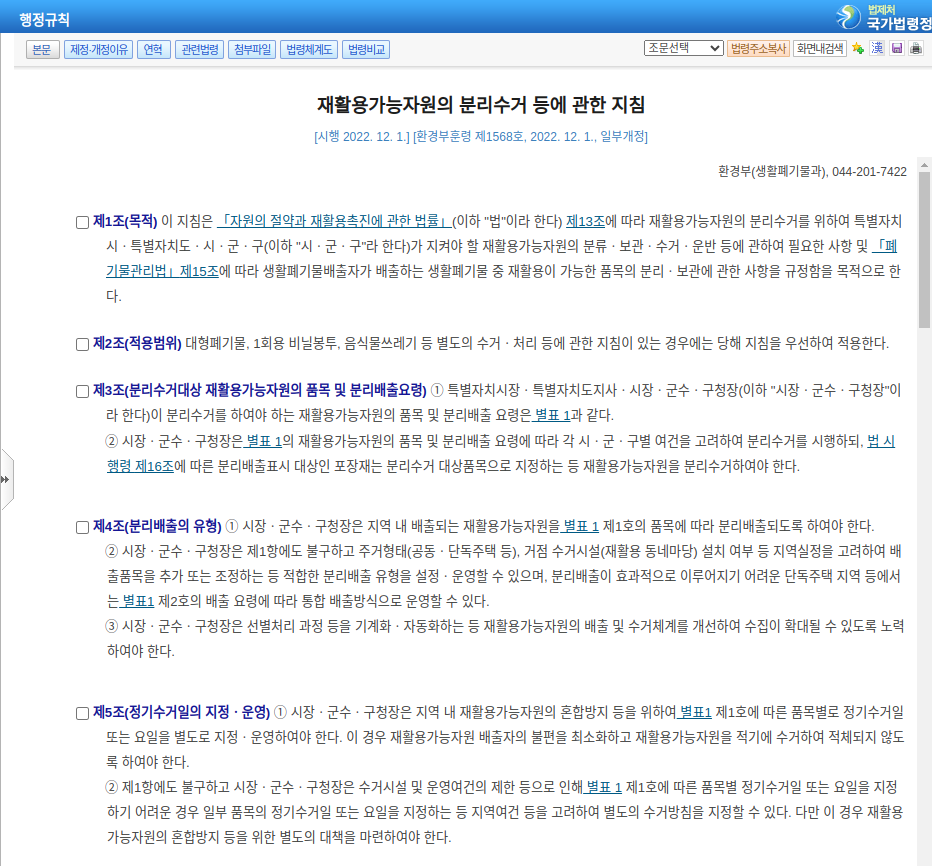 행정규칙
법제처
국가법령정
본문 제정·개정이유 연혁 관련법령 첨부파일 법령체계도 법령비교
조문선택 법령주소복사 화면내검색 漢
재활용가능자원의 분리수거 등에 관한 지침
[시행 2022. 12. 1.] [환경부훈령 제1568호, 2022. 12. 1., 일부개정]
환경부(생활폐기물과), 044-201-7422
제1조(목적) 이 지침은 「자원의 절약과 재활용촉진에 관한 법률」(이하 "법"이라 한다) 제13조에 따라 재활용가능자원의 분리수거를 위하여 특별자치
시ㆍ특별자치도ㆍ시ㆍ군ㆍ구(이하 "시ㆍ군ㆍ구"라 한다)가 지켜야 할 재활용가능자원의 분류ㆍ보관ㆍ수거ㆍ운반 등에 관하여 필요한 사항 및 「폐
기물관리법」제15조에 따라 생활폐기물배출자가 배출하는 생활폐기물 중 재활용이 가능한 품목의 분리ㆍ보관에 관한 사항을 규정함을 목적으로 한
다.
제2조(적용범위) 대형폐기물, 1회용 비닐봉투, 음식물쓰레기 등 별도의 수거ㆍ처리 등에 관한 지침이 있는 경우에는 당해 지침을 우선하여 적용한다.
제3조(분리수거대상 재활용가능자원의 품목 및 분리배출요령) ① 특별자치시장ㆍ특별자치도지사ㆍ시장ㆍ군수ㆍ구청장(이하 "시장ㆍ군수ㆍ구청장"이
라 한다)이 분리수거를 하여야 하는 재활용가능자원의 품목 및 분리배출 요령은 별표 1과 같다.
② 시장ㆍ군수ㆍ구청장은 별표 1의 재활용가능자원의 품목 및 분리배출 요령에 따라 각 시ㆍ군ㆍ구별 여건을 고려하여 분리수거를 시행하되, 법 시
행령 제16조에 따른 분리배출표시 대상인 포장재는 분리수거 대상품목으로 지정하는 등 재활용가능자원을 분리수거하여야 한다.
제4조(분리배출의 유형) ① 시장ㆍ군수ㆍ구청장은 지역 내 배출되는 재활용가능자원을 별표 1 제1호의 품목에 따라 분리배출되도록 하여야 한다.
② 시장ㆍ군수ㆍ구청장은 제1항에도 불구하고 주거형태(공동ㆍ단독주택 등), 거점 수거시설(재활용 동네마당) 설치 여부 등 지역실정을 고려하여 배
출품목을 추가 또는 조정하는 등 적합한 분리배출 유형을 설정ㆍ운영할 수 있으며, 분리배출이 효과적으로 이루어지기 어려운 단독주택 지역 등에서
는 별표1 제2호의 배출 요령에 따라 통합 배출방식으로 운영할 수 있다.
③ 시장ㆍ군수ㆍ구청장은 선별처리 과정 등을 기계화ㆍ자동화하는 등 재활용가능자원의 배출 및 수거체계를 개선하여 수집이 확대될 수 있도록 노력
하여야 한다.
제5조(정기수거일의 지정ㆍ운영) ① 시장ㆍ군수ㆍ구청장은 지역 내 재활용가능자원의 혼합방지 등을 위하여 별표1 제1호에 따른 품목별로 정기수거일
또는 요일을 별도로 지정ㆍ운영하여야 한다. 이 경우 재활용가능자원 배출자의 불편을 최소화하고 재활용가능자원을 적기에 수거하여 적체되지 않도
록 하여야 한다.
② 제1항에도 불구하고 시장ㆍ군수ㆍ구청장은 수거시설 및 운영여건의 제한 등으로 인해 별표 1 제1호에 따른 품목별 정기수거일 또는 요일을 지정
하기 어려운 경우 일부 품목의 정기수거일 또는 요일을 지정하는 등 지역여건 등을 고려하여 별도의 수거방침을 지정할 수 있다. 다만 이 경우 재활용
가능자원의 혼합방지 등을 위한 별도의 대책을 마련하여야 한다.